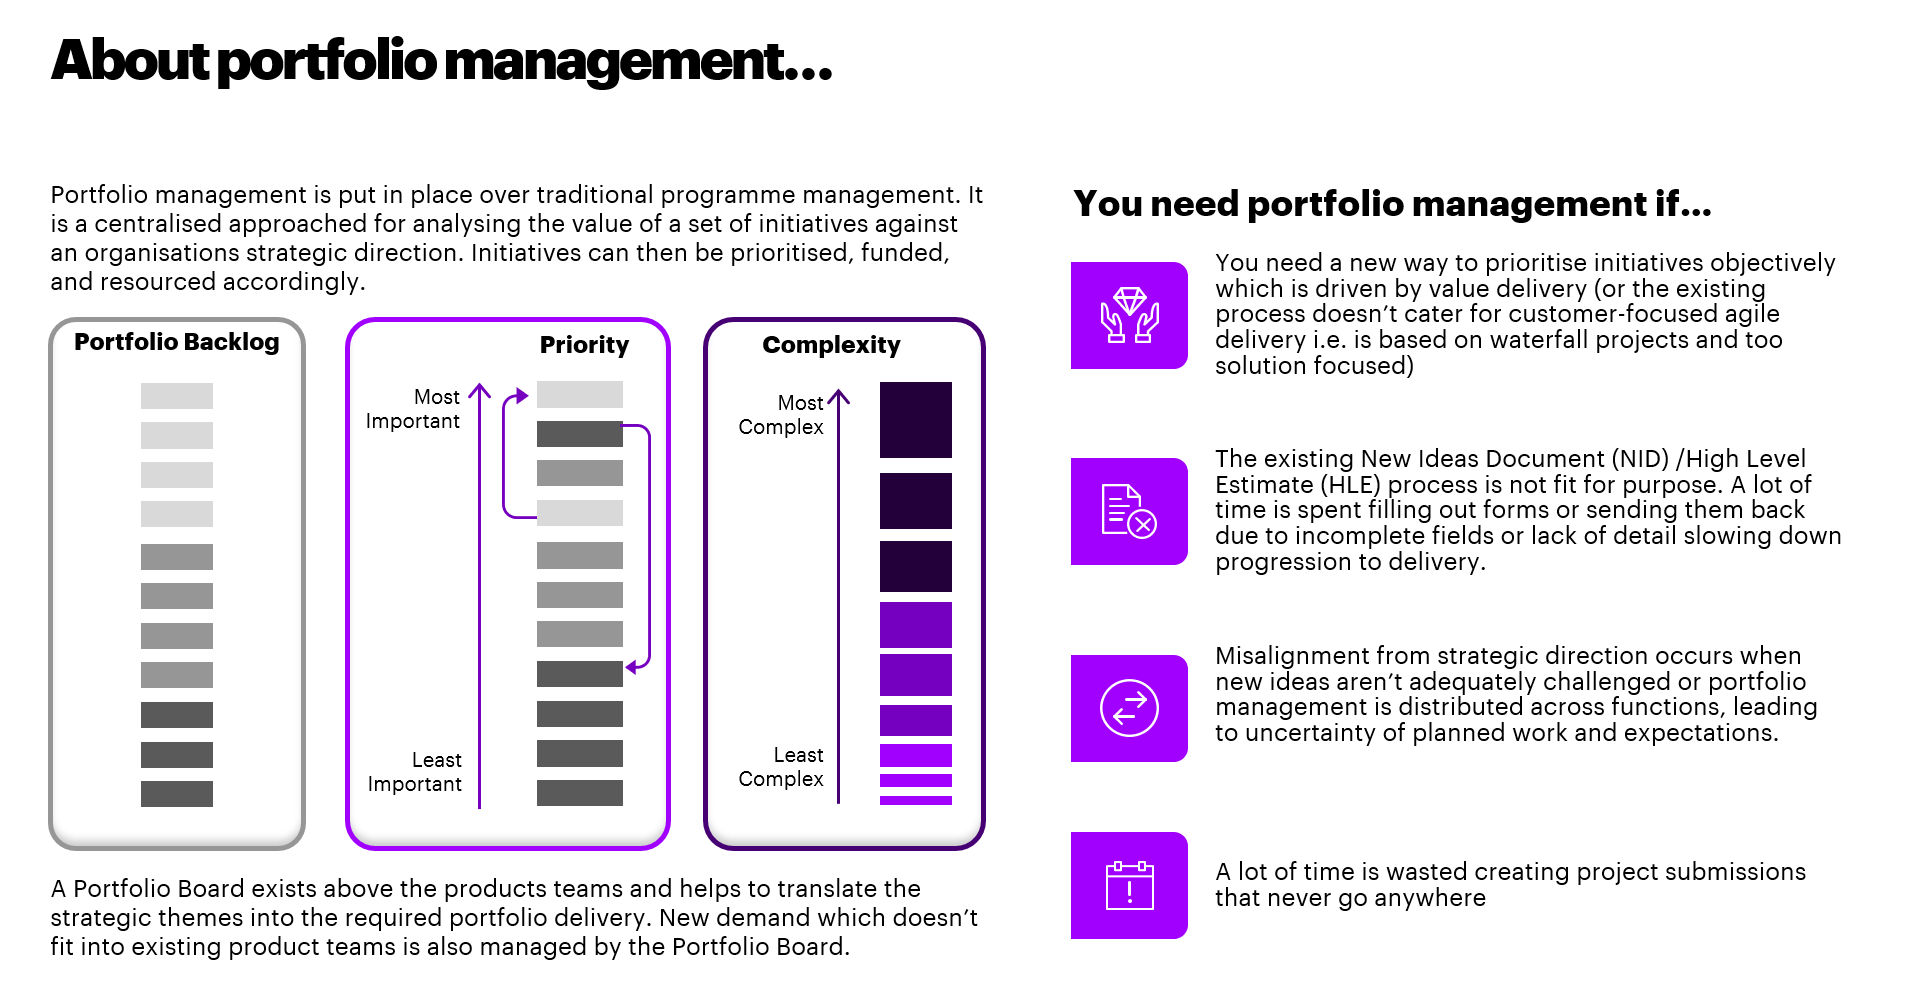 About portfolio management...
Portfolio management is put in place over traditional programme management. It
is a centralised approached for analysing the value of a set of initiatives against
an organisations strategic direction. Initiatives can then be prioritised, funded,
and resourced accordingly.
Portfolio Backlog
Priority
Most
Important
Least
Important
Complexity
Most
Complex
Least
Complex
A Portfolio Board exists above the products teams and helps to translate the
strategic themes into the required portfolio delivery. New demand which doesn’t
fit into existing product teams is also managed by the Portfolio Board.
You need portfolio management if...
You need a new way to prioritise initiatives objectively
which is driven by value delivery (or the existing
process doesn’t cater for customer-focused agile
delivery i.e. is based on waterfall projects and too
solution focused)
The existing New Ideas Document (NID) /High Level
Estimate (HLE) process is not fit for purpose. A lot of
time is spent filling out forms or sending them back
due to incomplete fields or lack of detail slowing down
progression to delivery.
Misalignment from strategic direction occurs when
new ideas aren’t adequately challenged or portfolio
management is distributed across functions, leading
to uncertainty of planned work and expectations.
A lot of time is wasted creating project submissions
that never go anywhere